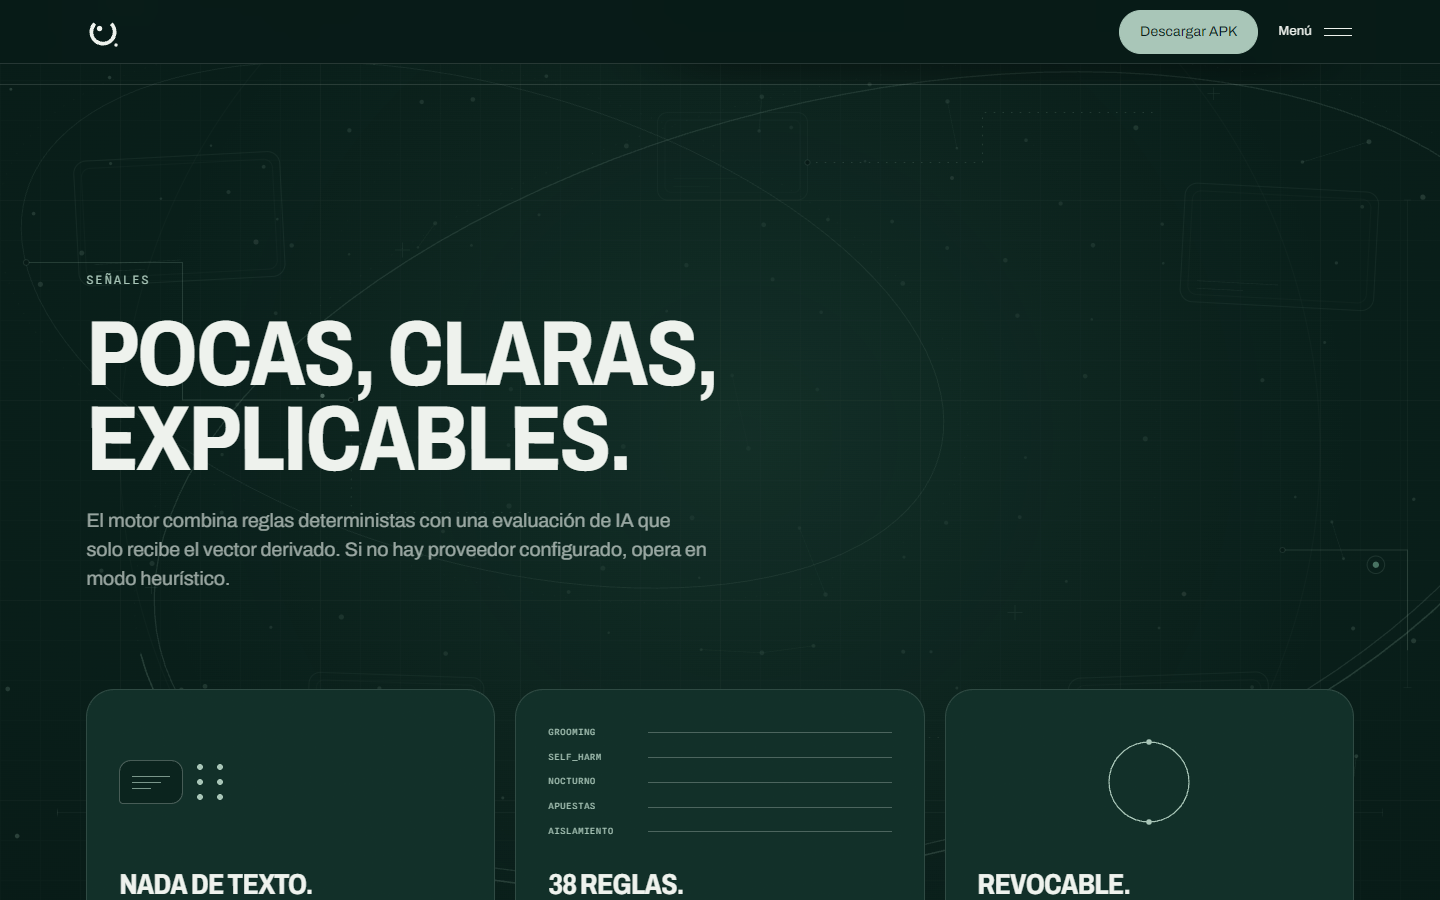 Descargar APK
Menú
SEÑALES
POCAS, CLARAS,
EXPLICABLES.
El motor combina reglas deterministas con una evaluación de IA que
solo recibe el vector derivado. Si no hay proveedor configurado, opera en
modo heurístico.
GROOMING
SELF_HARM
NOCTURNO
APUESTAS
AISLAMIENTO
NADA DE TEXTO.
38 REGLAS.
REVOCABLE.